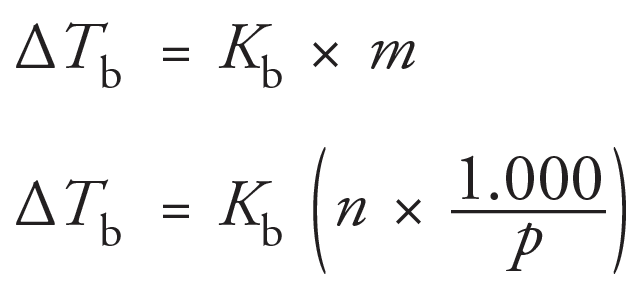 ΔT_b = K_b × m
ΔT_b = K_b (n × 1.000/p)